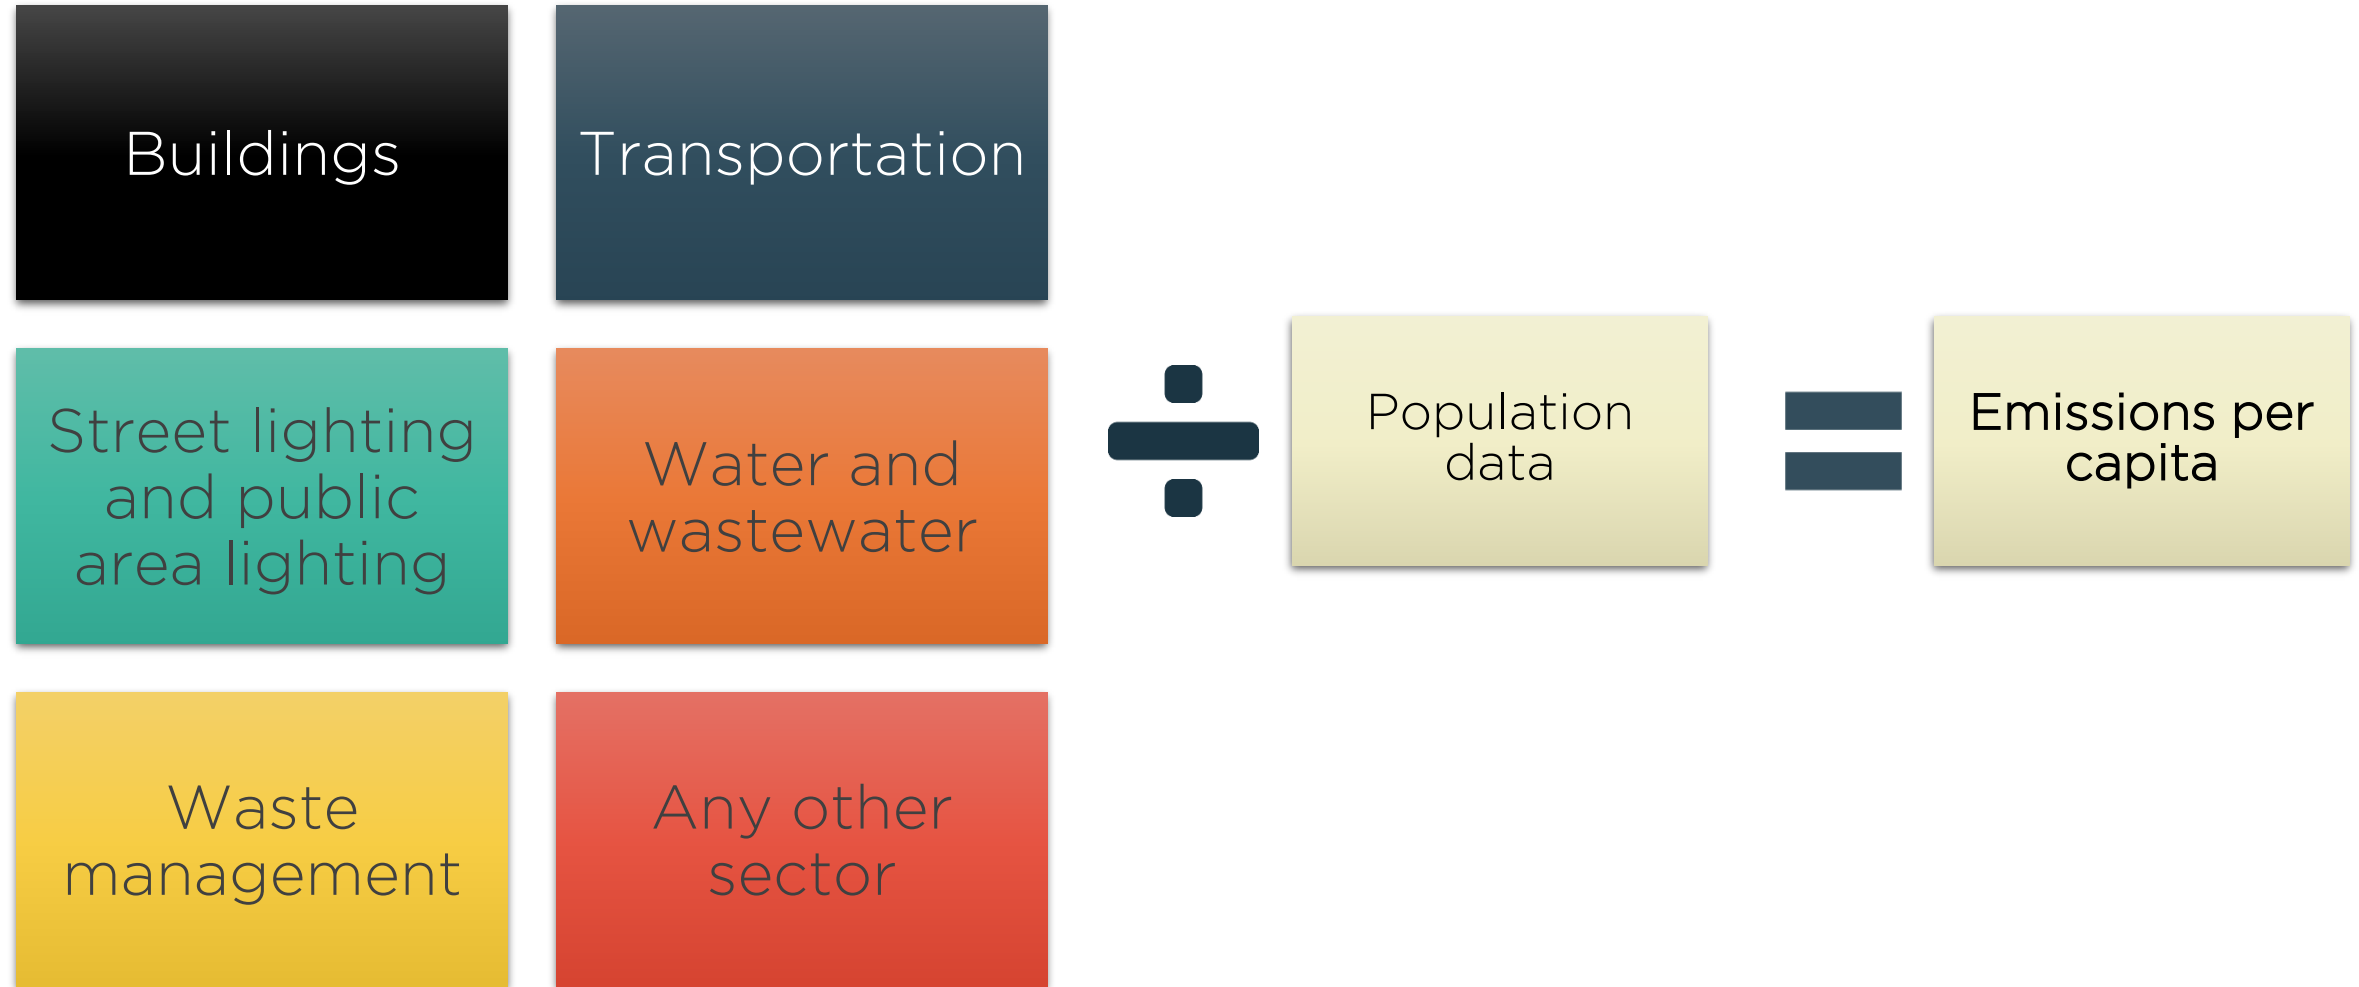 Buildings
Transportation
Street lighting
and public
area lighting
Water and
wastewater
Waste
management
Any other
sector
÷
Population
data
=
Emissions per
capita